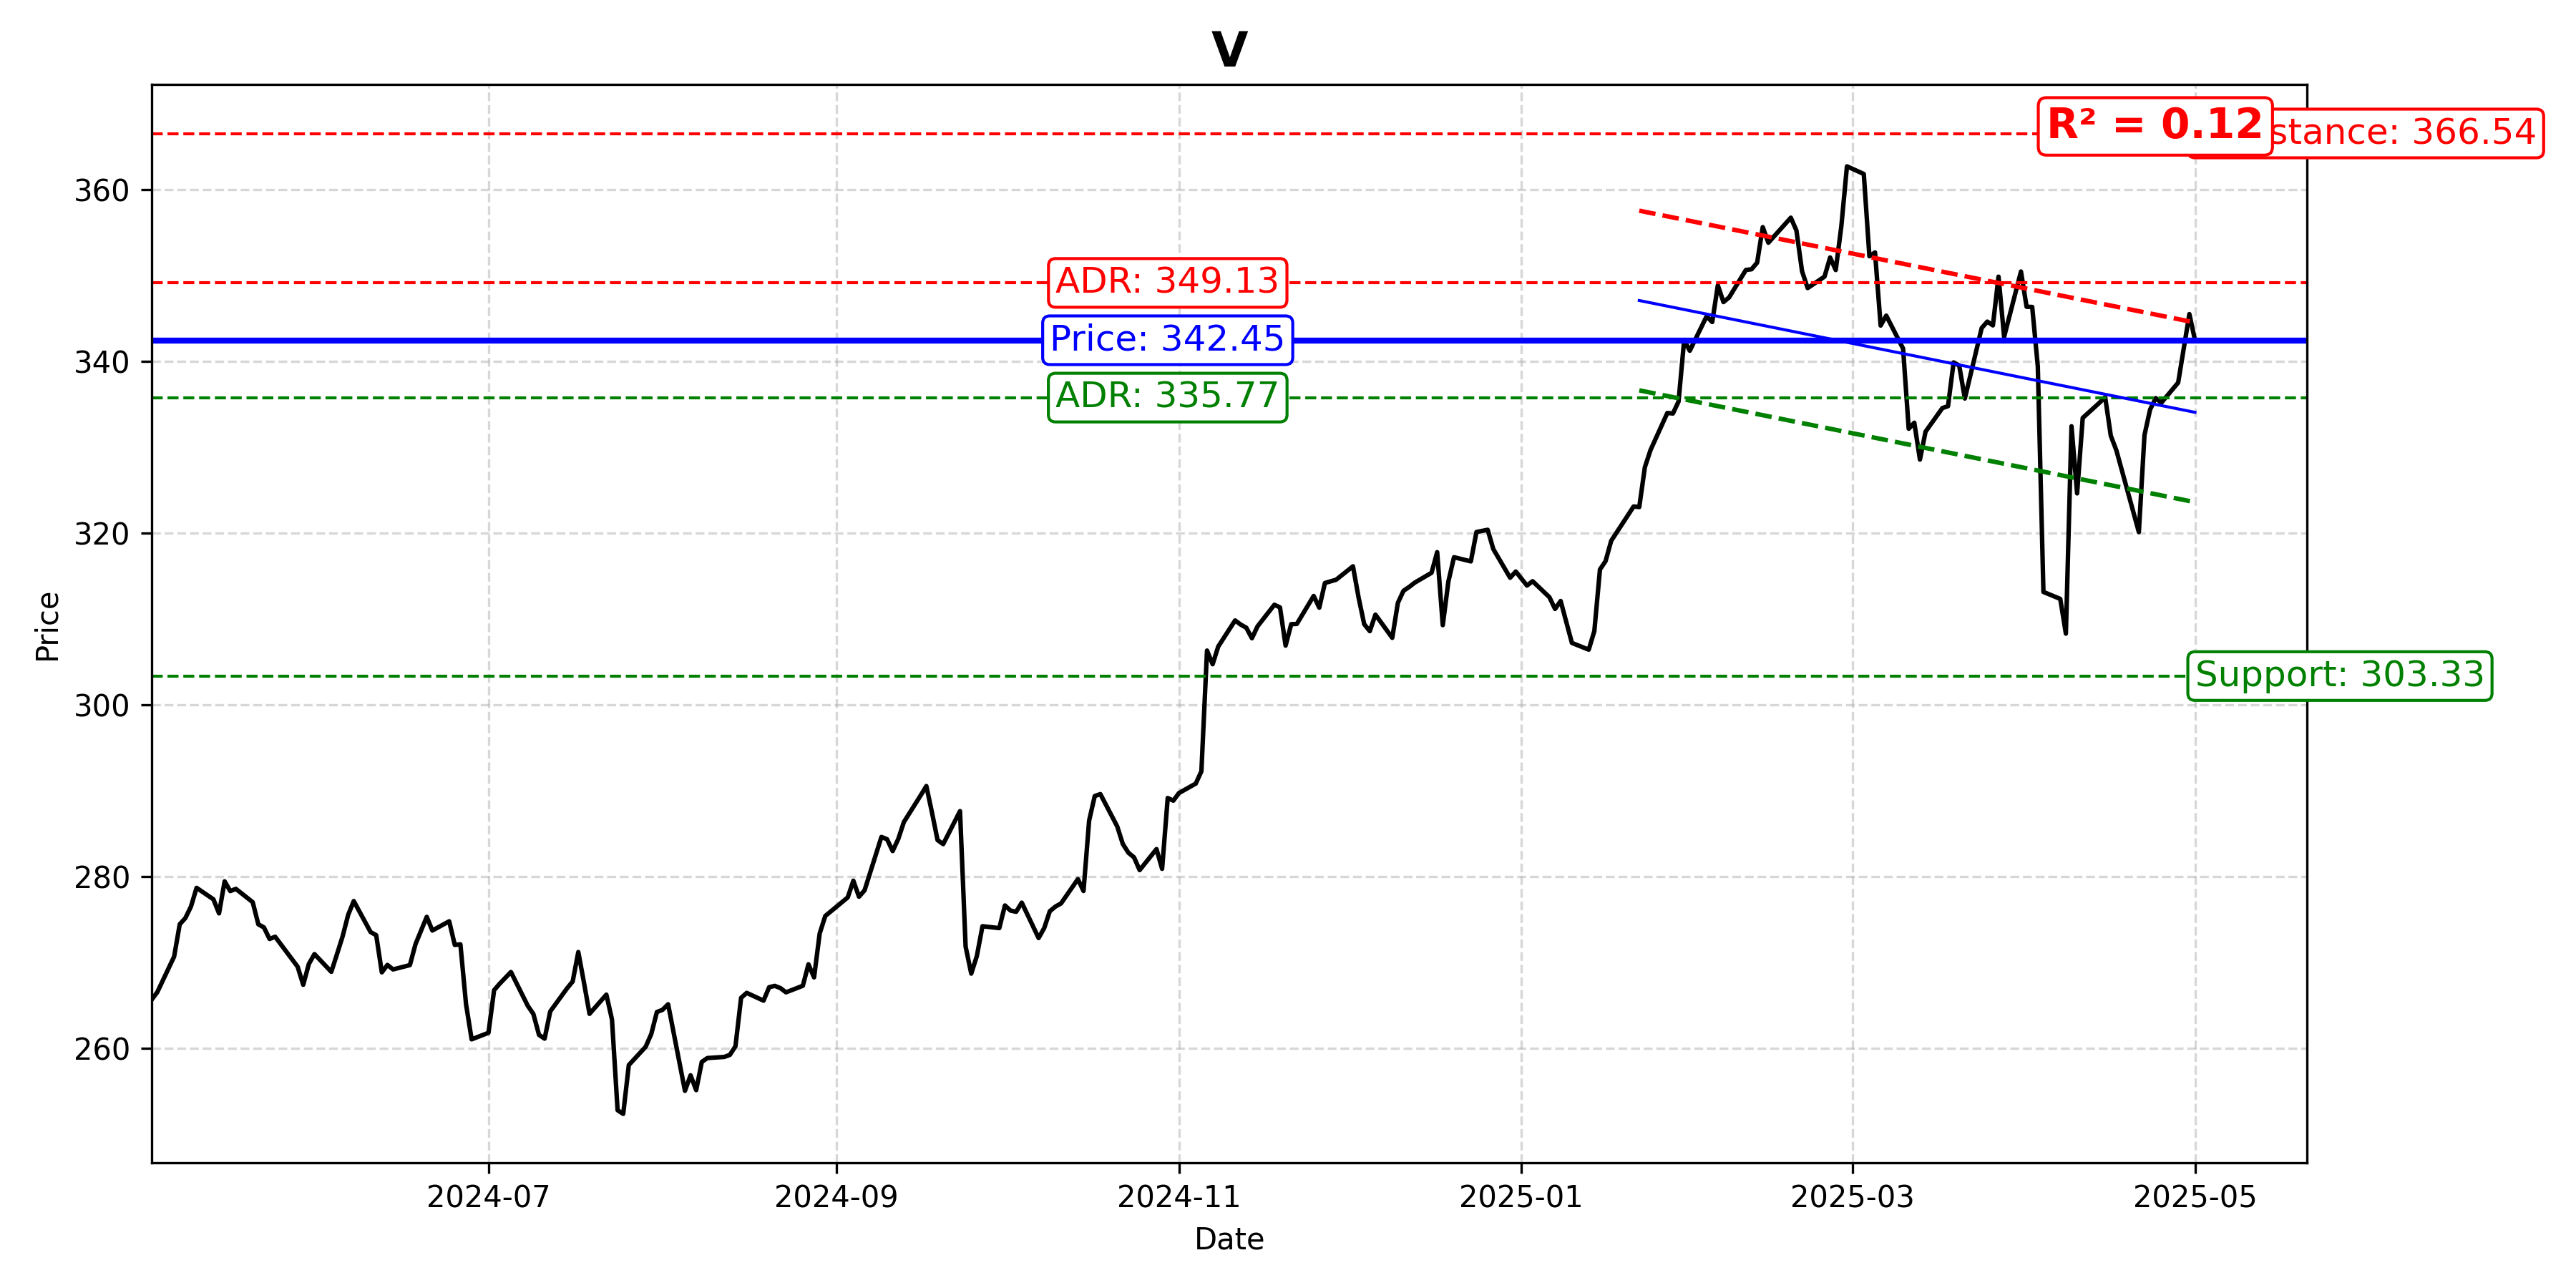 V
R² = 0.12
stance: 366.54
360
ADR: 349.13
Price: 342.45
340
ADR: 335.77
320
Support: 303.33
300
280
260
Price
2024-07
2024-09
2024-11
2025-01
2025-03
2025-05
Date